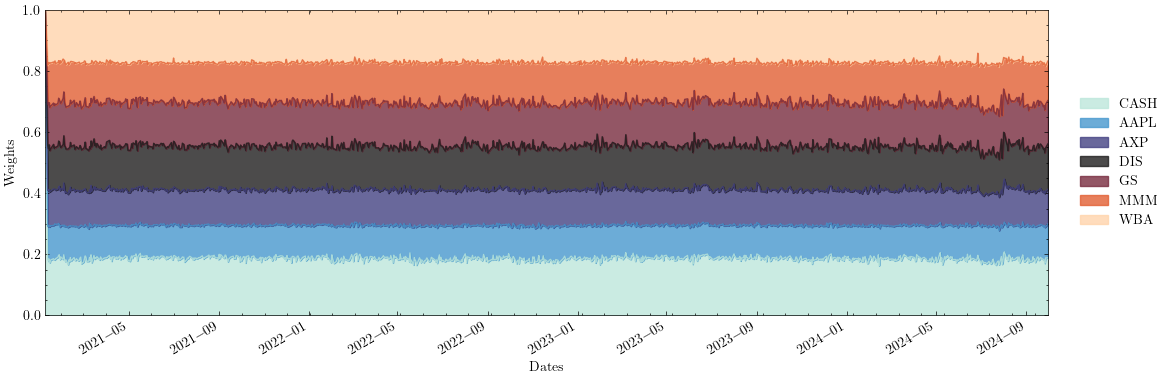 1.0
0.8
0.6
0.4
0.2
0.0
Weights
2021−05
2021−09
2022−01
2022−05
2022−09
2023−01
2023−05
2023−09
2024−01
2024−05
2024−09
Dates
CASH
AAPL
AXP
DIS
GS
MMM
WBA